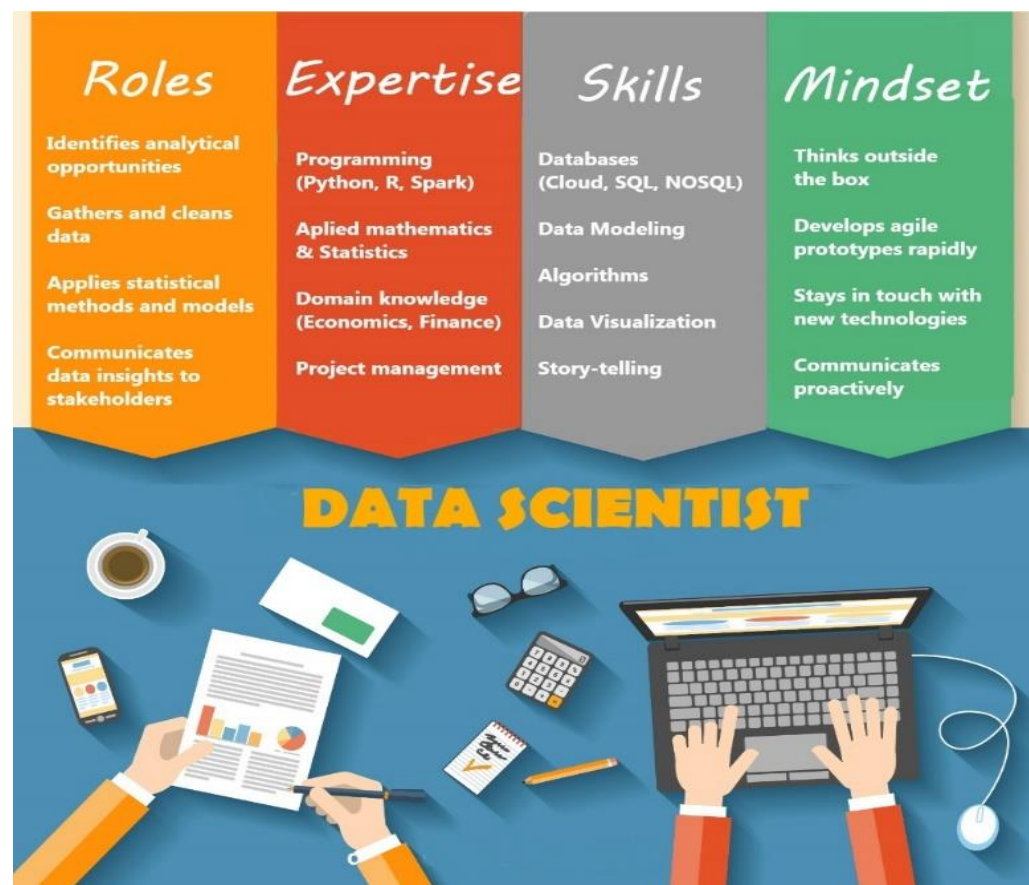 Roles
Identifies analytical
opportunities
Gathers and cleans
data
Applies statistical
methods and models
Communicates
data insights to
stakeholders
Expertise
Programming
(Python, R, Spark)
Aplied mathematics
& Statistics
Domain knowledge
(Economics, Finance)
Project management
Skills
Databases
(Cloud, SQL, NOSQL)
Data Modeling
Algorithms
Data Visualization
Story-telling
Mindset
Thinks outside
the box
Develops agile
prototypes rapidly
Stays in touch with
new technologies
Communicates
proactively
DATA SCIENTIST